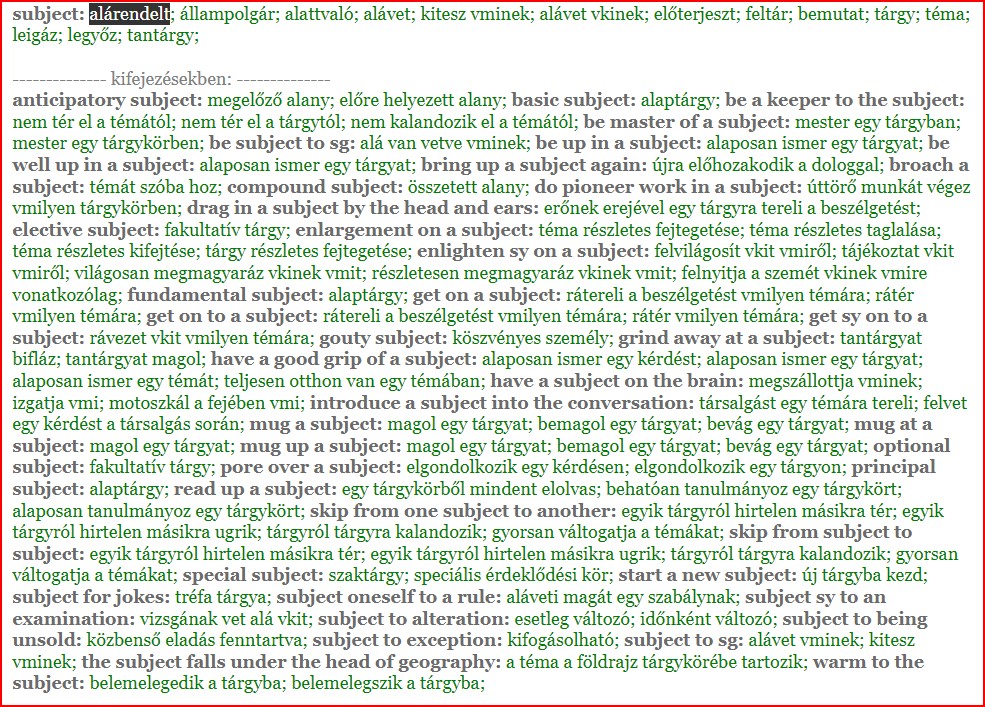 subject: alárendelt; állampolgár; alattvaló; alávet; kitesz vminek; alávet vkinek; előterjeszt; feltár; bemutat; tárgy; téma;
leigáz; legyőz; tantárgy;
-------------- kifejezésekben: --------------
anticipatory subject: megelőző alany; előre helyezett alany; basic subject: alaptárgy; be a keeper to the subject:
nem tér el a témától; nem tér el a tárgytól; nem kalandozik el a témától; be master of a subject: mester egy tárgyban;
mester egy tárgykörben; be subject to sg: alá van vetve vminek; be up in a subject: alaposan ismer egy tárgyat; be
well up in a subject: alaposan ismer egy tárgyat; bring up a subject again: újra előhozakodik a dologgal; broach a
subject: témát szóba hoz; compound subject: összetett alany; do pioneer work in a subject: úttörő munkát végez
vmilyen tárgykörben; drag in a subject by the head and ears: erőnek erejével egy tárgyra tereli a beszélgetést;
elective subject: fakultatív tárgy; enlargement on a subject: téma részletes fejtegetése; téma részletes taglalása;
téma részletes kifejtése; tárgy részletes fejtegetése; enlighten sy on a subject: felvilágosít vkit vmiről; tájékoztat vkit
vmiről; világosan megmagyaráz vkinek vmit; részletesen megmagyaráz vkinek vmit; felnyitja a szemét vkinek vmire
vonatkozólag; fundamental subject: alaptárgy; get on a subject: rátereli a beszélgetést vmilyen témára; rátér
vmilyen témára; get on to a subject: rátereli a beszélgetést vmilyen témára; rátér vmilyen témára; get sy on to a
subject: rávezet vkit vmilyen témára; gouty subject: köszvényes személy; grind away at a subject: tantárgyat
bifláz; tantárgyat magol; have a good grip of a subject: alaposan ismer egy kérdést; alaposan ismer egy tárgyat;
alaposan ismer egy témát; teljesen otthon van egy témában; have a subject on the brain: megszállottja vminek;
izgatja vmi; motoszkál a fejében vmi; introduce a subject into the conversation: társalgást egy témára tereli; felvet
egy kérdést a társalgás során; mug a subject: magol egy tárgyat; bemagol egy tárgyat; bevág egy tárgyat; mug at a
subject: magol egy tárgyat; mug up a subject: magol egy tárgyat; bemagol egy tárgyat; bevág egy tárgyat; optional
subject: fakultatív tárgy; pore over a subject: elgondolkozik egy kérdésen; elgondolkozik egy tárgyon; principal
subject: alaptárgy; read up a subject: egy tárgykörből mindent elolvas; behatóan tanulmányoz egy tárgykört;
alaposan tanulmányoz egy tárgykört; skip from one subject to another: egyik tárgyról hirtelen másikra tér; egyik
tárgyról hirtelen másikra ugrik; tárgyról tárgyra kalandozik; gyorsan váltogatja a témákat; skip from subject to
subject: egyik tárgyról hirtelen másikra tér; egyik tárgyról hirtelen másikra ugrik; tárgyról tárgyra kalandozik; gyorsan
váltogatja a témákat; special subject: szaktárgy; speciális érdeklődési kör; start a new subject: új tárgyba kezd;
subject for jokes: tréfa tárgya; subject oneself to a rule: aláveti magát egy szabálynak; subject sy to an
examination: vizsgának vet alá vkit; subject to alteration: esetleg változó; időnként változó; subject to being
unsold: közbenső eladás fenntartva; subject to exception: kifogásolható; subject to sg: alávet vminek; kitesz
vminek; the subject falls under the head of geography: a téma a földrajz tárgykörébe tartozik; warm to the
subject: belemelegedik a tárgyba; belemelegszik a tárgyba;